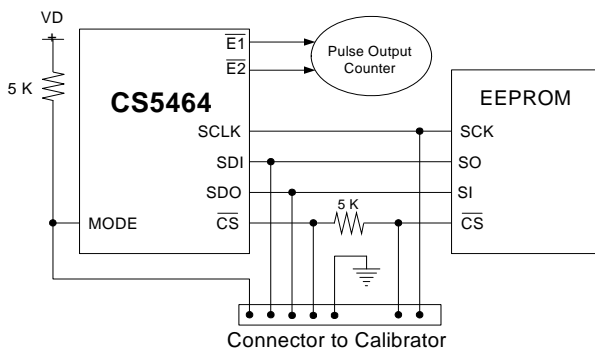 VD
+
5 K
CS5464
E1
E2
Pulse Output
Counter
EEPROM
SCLK
SCK
SDI
SO
SDO
SI
5 K
MODE
CS
CS
Connector to Calibrator